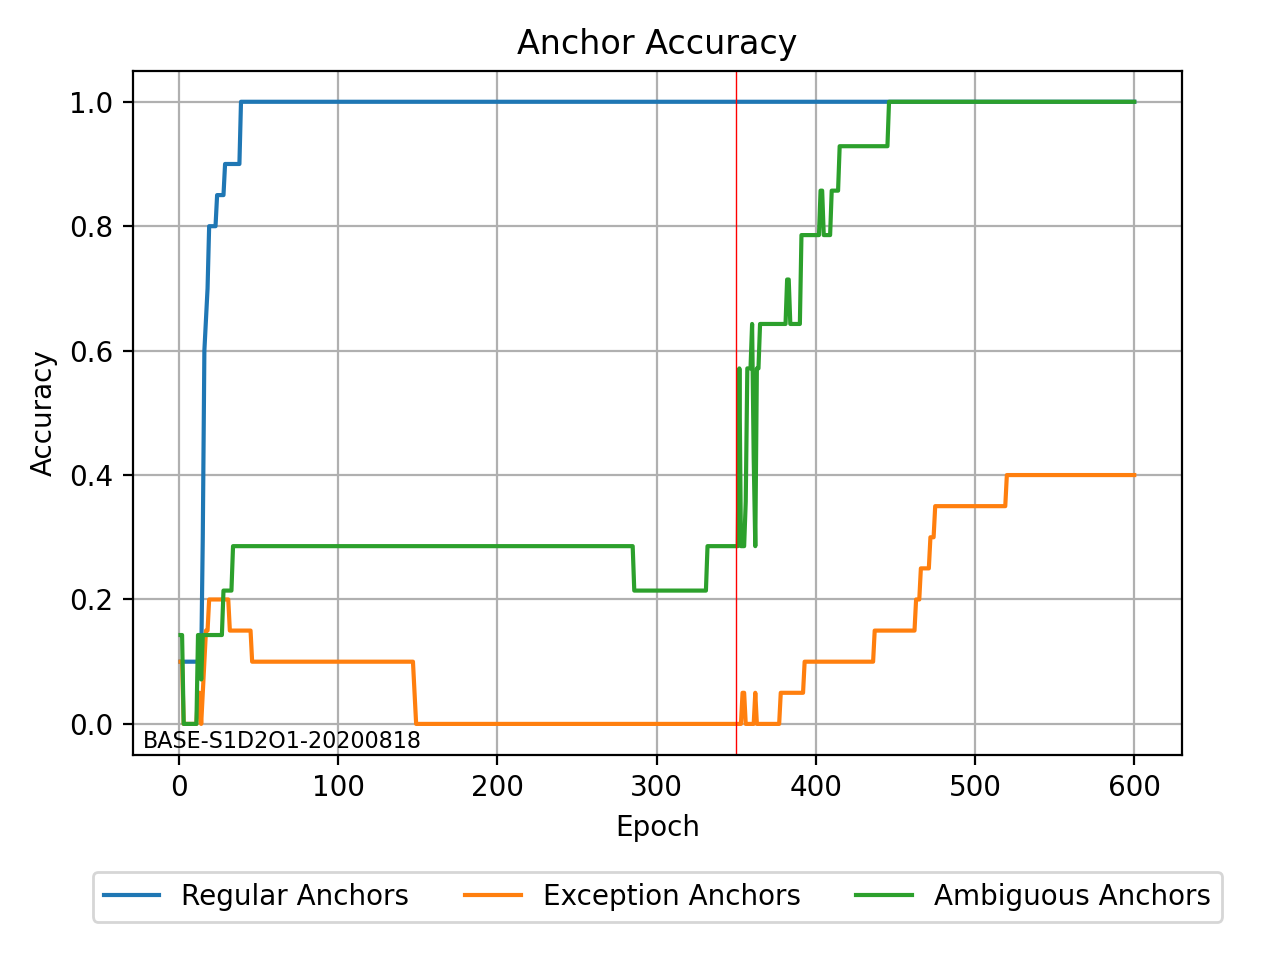 Anchor Accuracy
1.0
0.8
0.6
0.4
0.2
0.0
Accuracy
BASE-S1D2O1-20200818
0 100 200 300 400 500 600
Epoch
Regular Anchors Exception Anchors Ambiguous Anchors